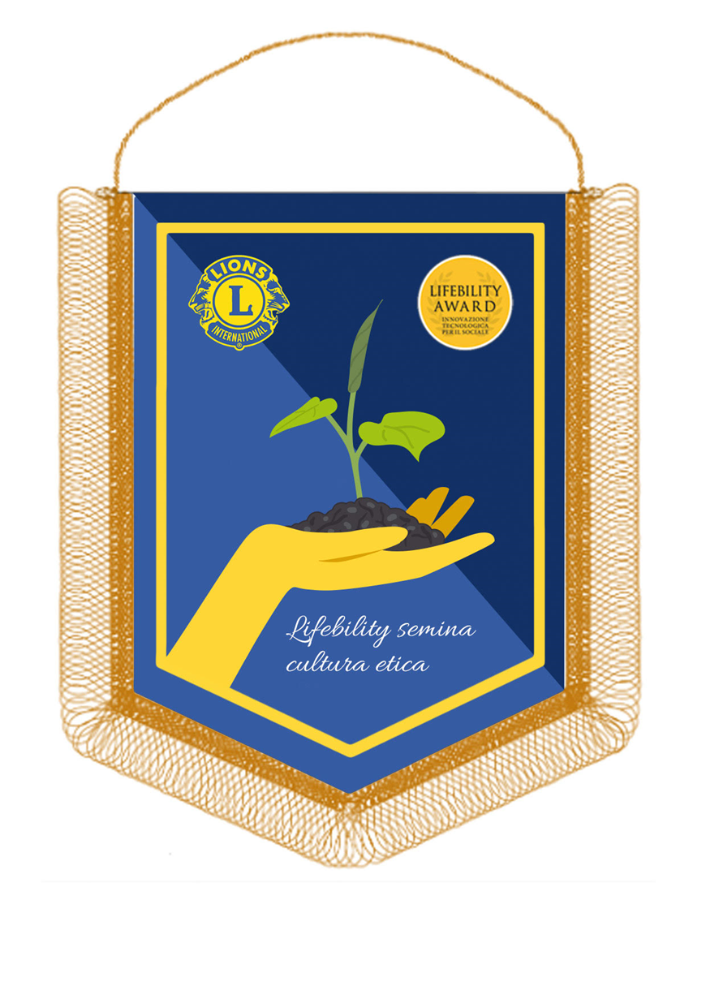 LIONS
L
INTERNATIONAL
®
LIFEBILITY
AWARD
INNOVAZIONE
TECNOLOGICA
PER IL SOCIALE
Lifebility semina
cultura etica